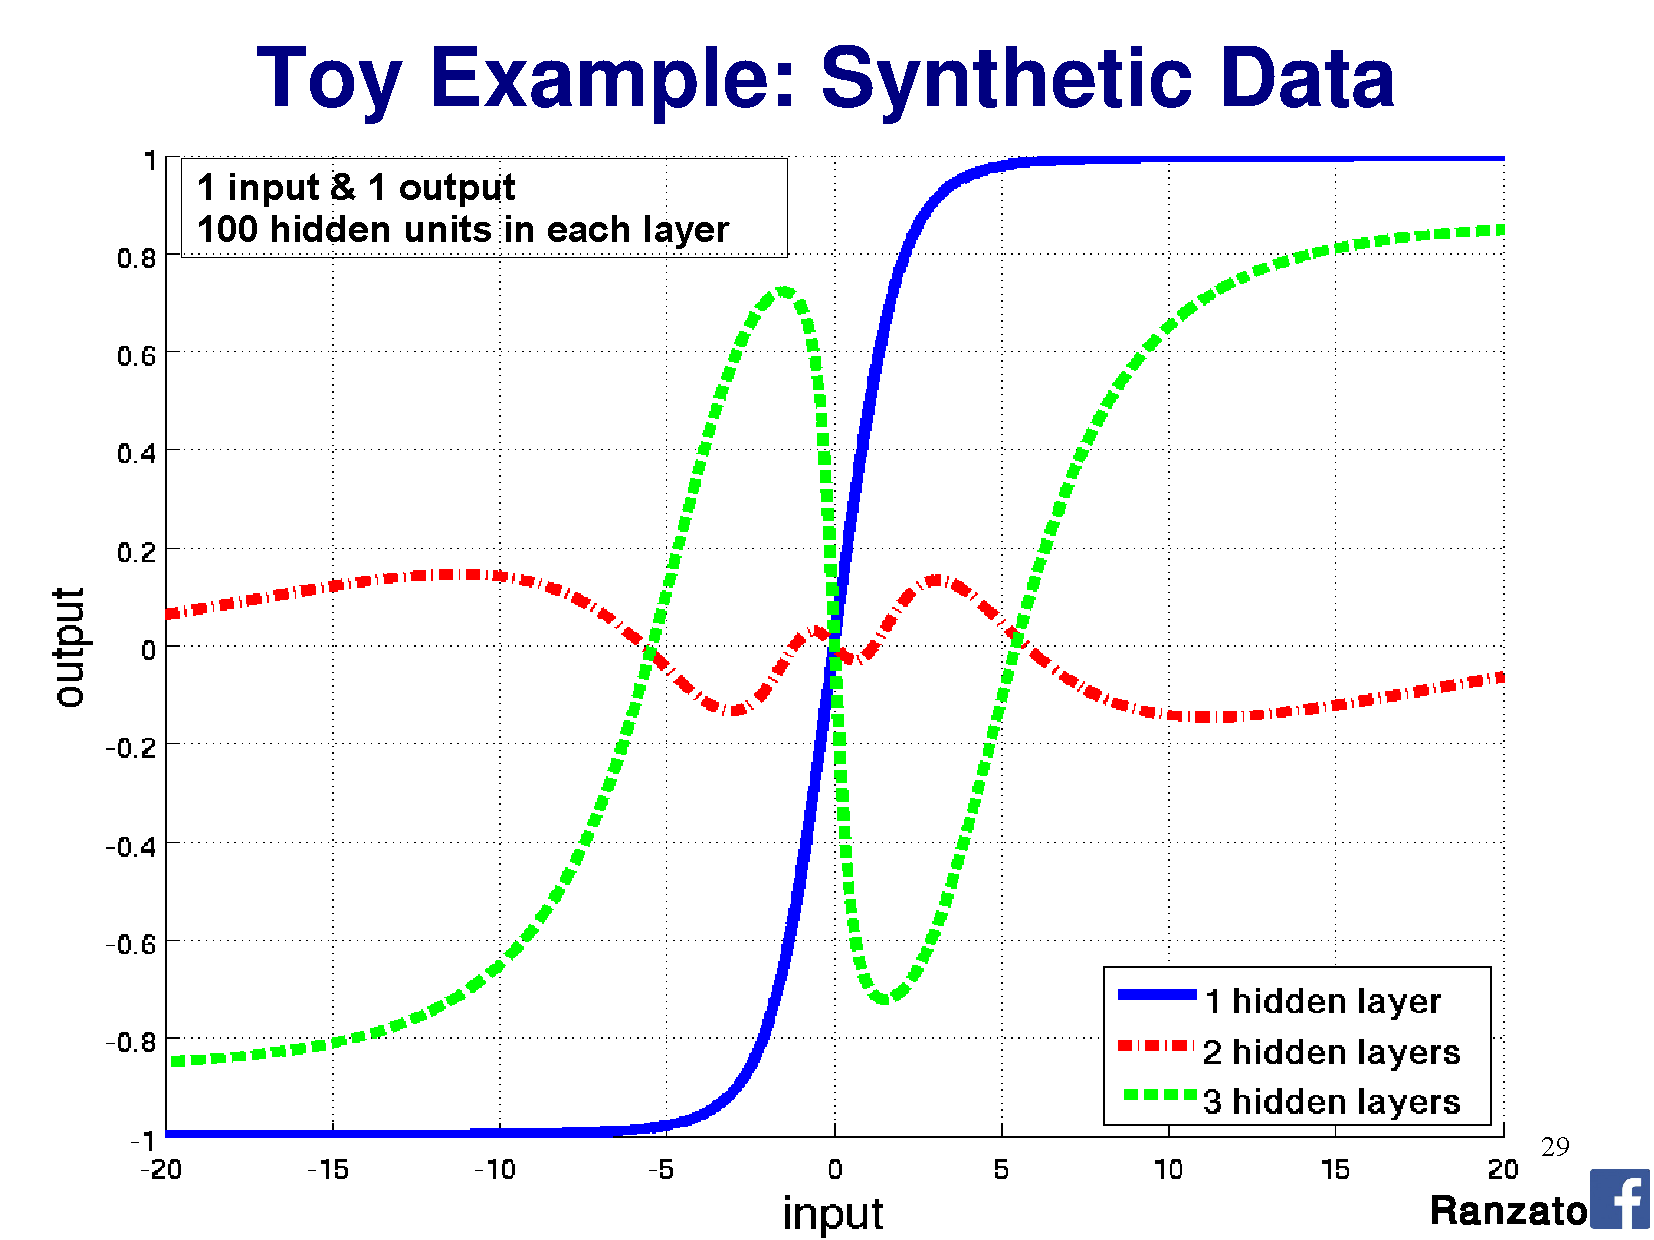 Toy Example: Synthetic Data
1 input & 1 output
100 hidden units in each layer
1
0.8
0.6
0.4
0.2
0
-0.2
-0.4
-0.6
-0.8
-1
output
-20 -15 -10 -5 0 5 10 15 20
input
1 hidden layer
2 hidden layers
3 hidden layers
29
Ranzato f